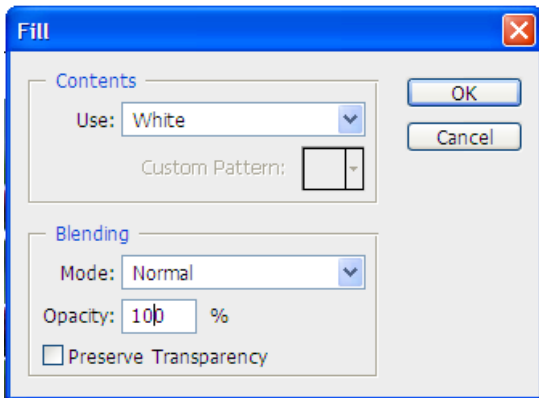 Fill
Contents
Use: White
Custom Pattern:
OK
Cancel
Blending
Mode: Normal
Opacity: 100 %
Preserve Transparency